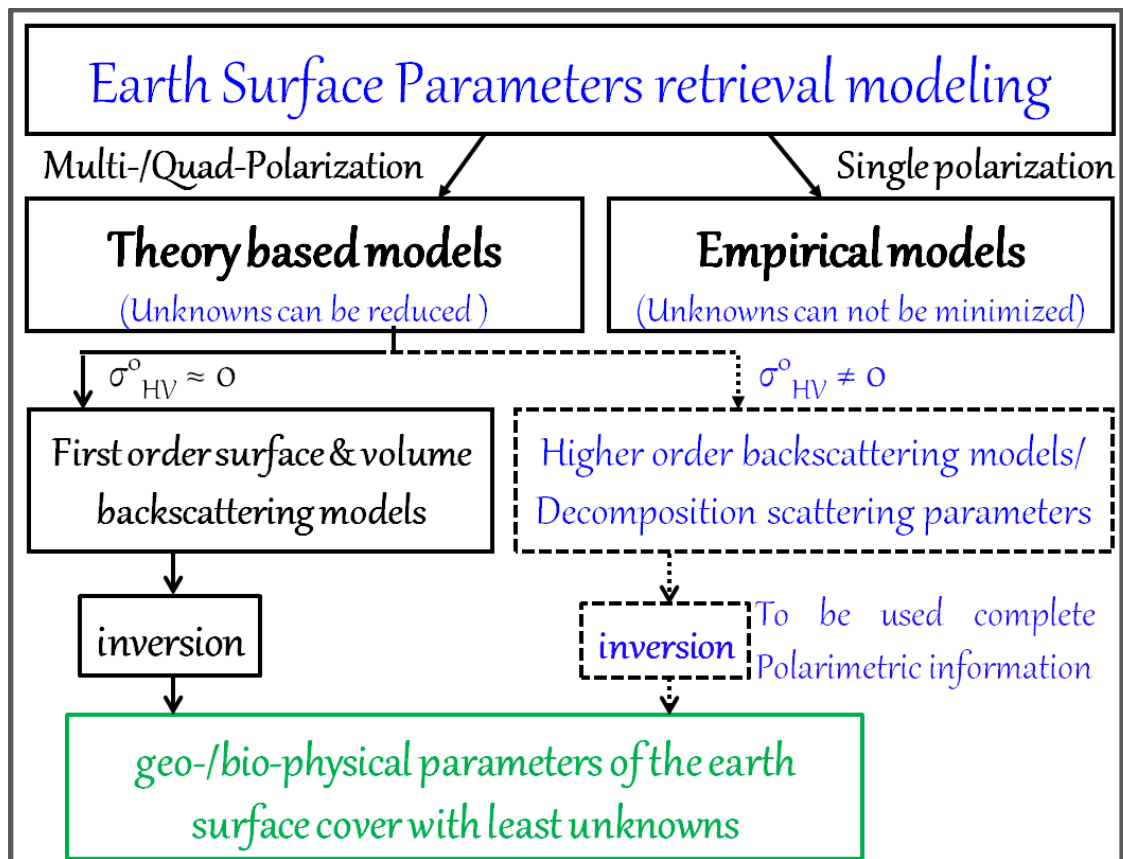 Earth Surface Parameters retrieval modeling
Multi-/Quad-Polarization
Single polarization
Theory based models
(Unknowns can be reduced )
Empirical models
(Unknowns can not be minimized)
σ⁰HV ≈ 0
σ⁰HV ≠ 0
First order surface & volume
backscattering models
Higher order backscattering models/
Decomposition scattering parameters
inversion
inversion
To be used complete
Polarimetric information
geo-/bio-physical parameters of the earth
surface cover with least unknowns